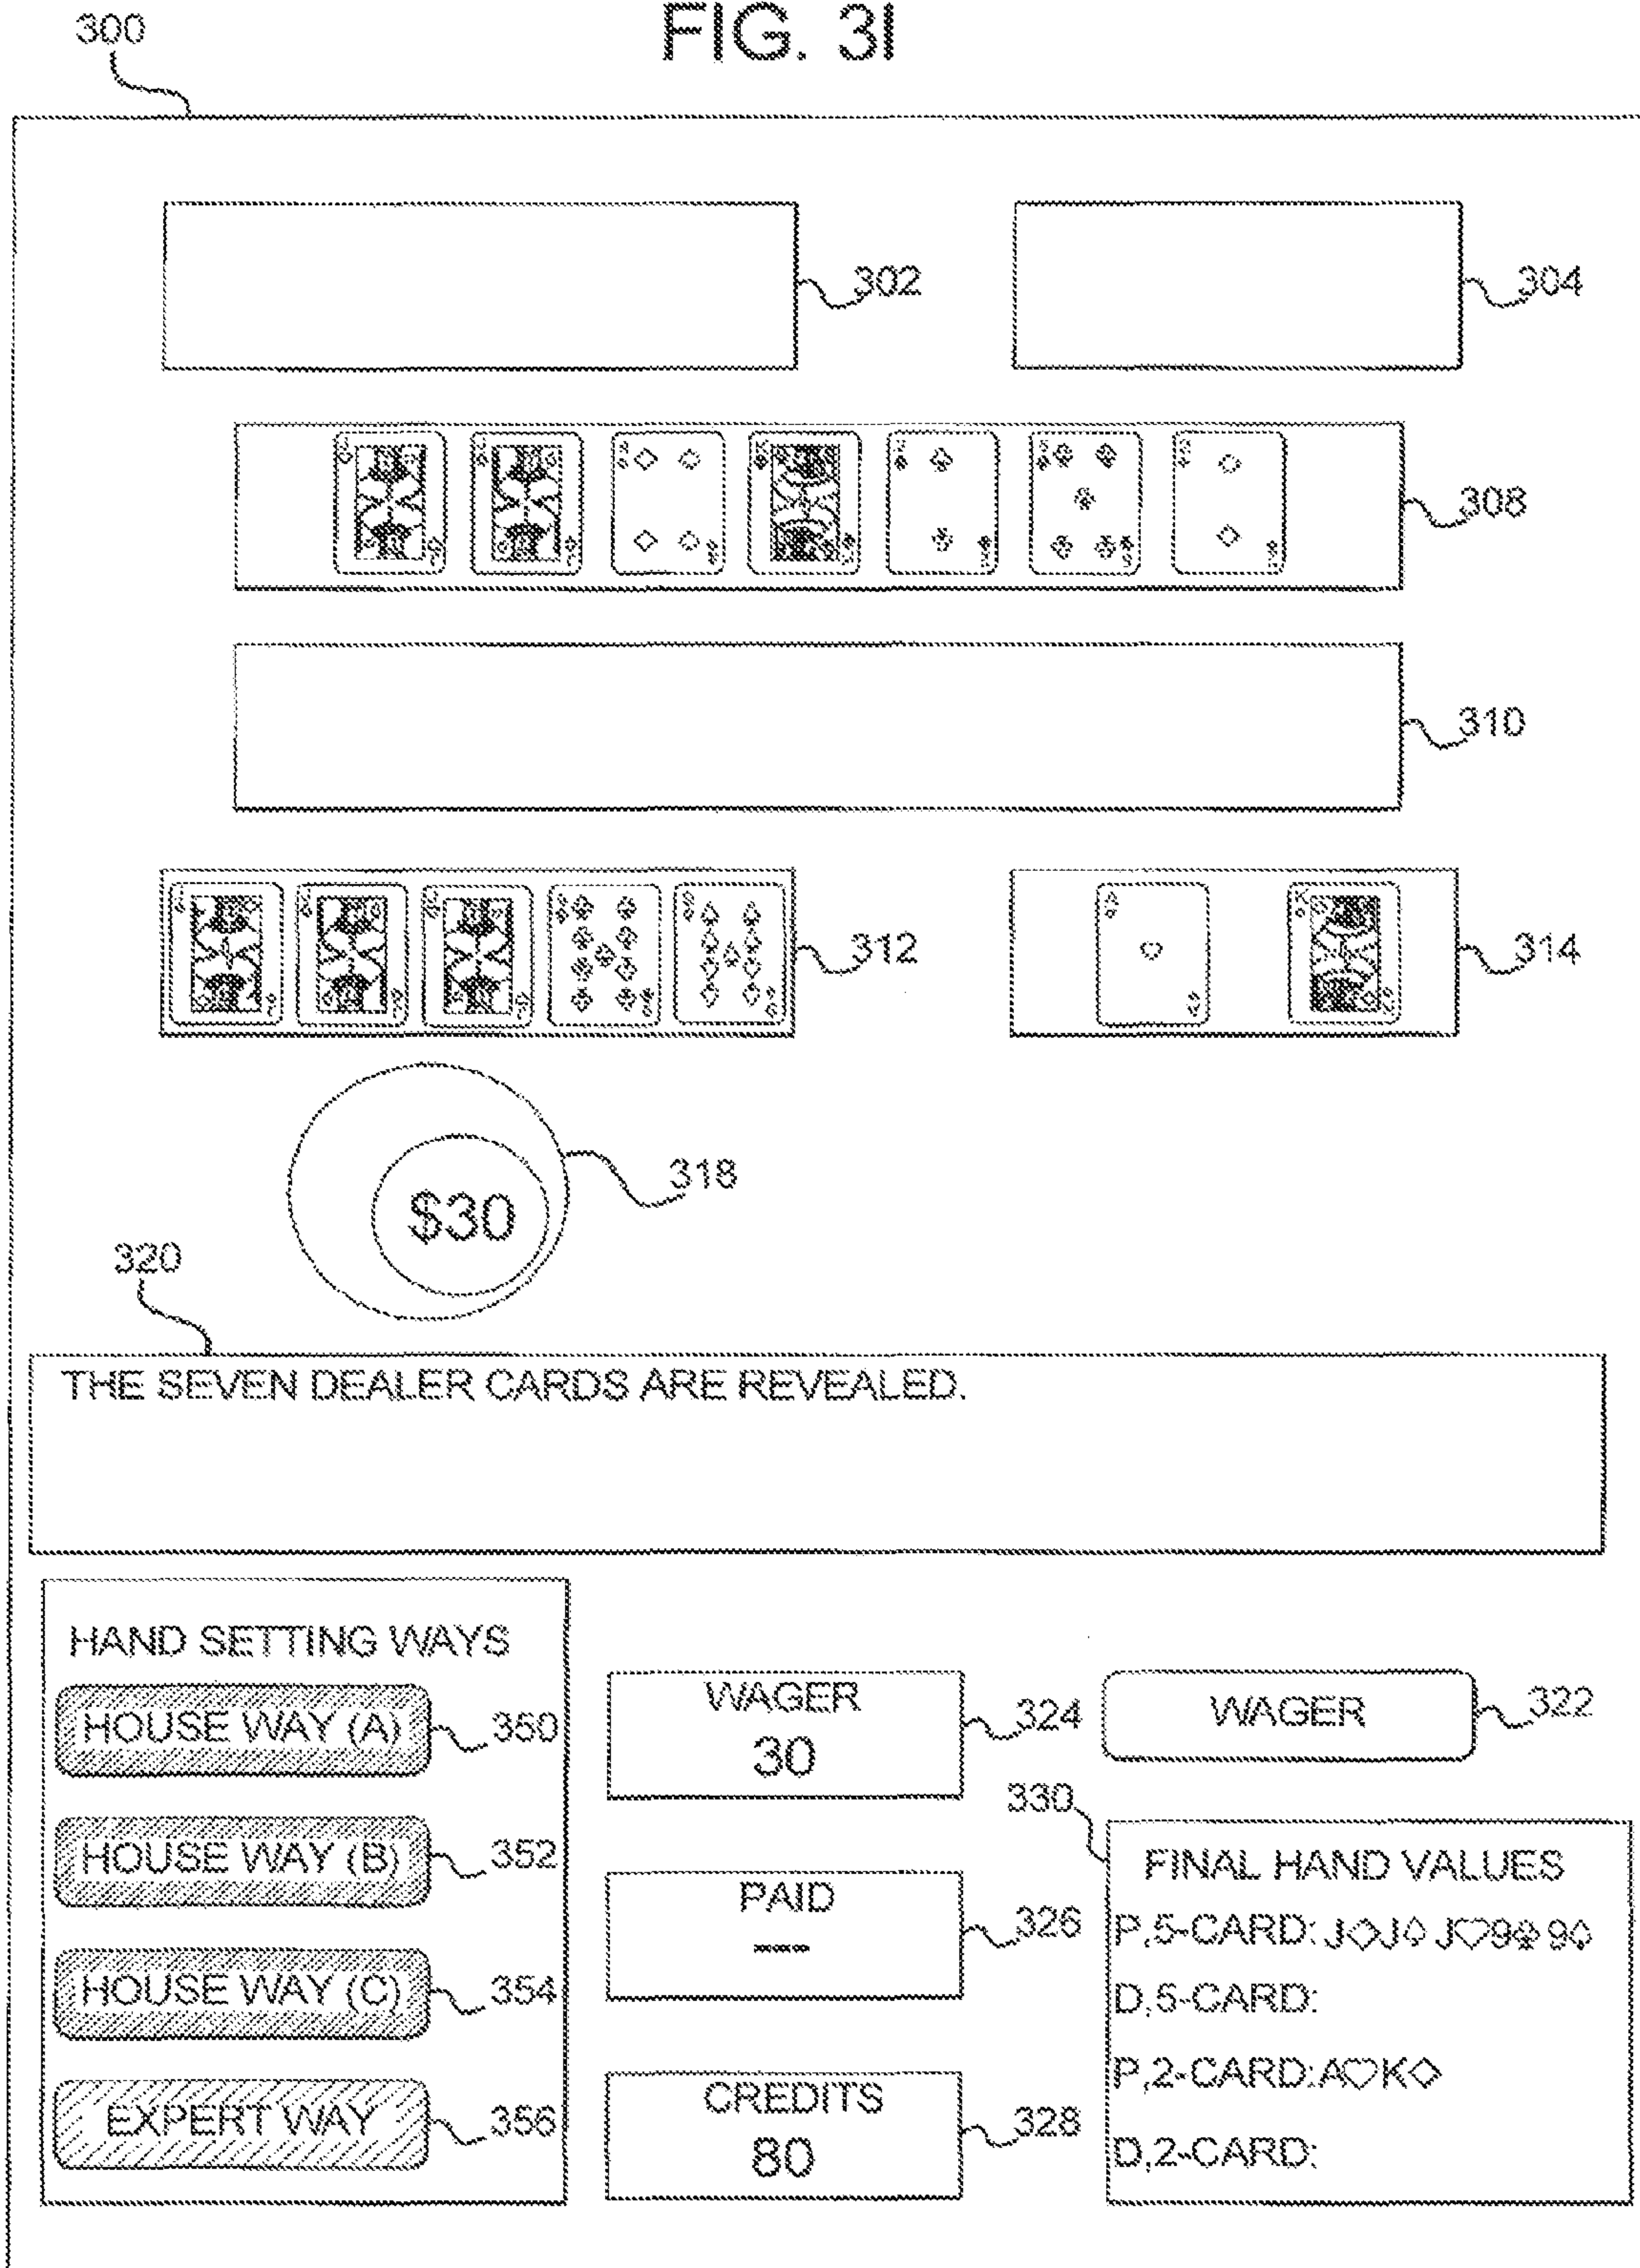 FIG. 3I
300
302
304
308
310
312
314
$30
318
320
THE SEVEN DEALER CARDS ARE REVEALED.
HAND SETTING WAYS
HOUSE WAY (A)
350
HOUSE WAY (B)
352
HOUSE WAY (C)
354
EXPERT WAY
356
WAGER
30
324
PAID
---
326
CREDITS
80
328
WAGER
322
330
FINAL HAND VALUES
P,5-CARD: J♢J♤J♡9♧9♤
D,5-CARD:
P,2-CARD:A♡K♢
D,2-CARD: